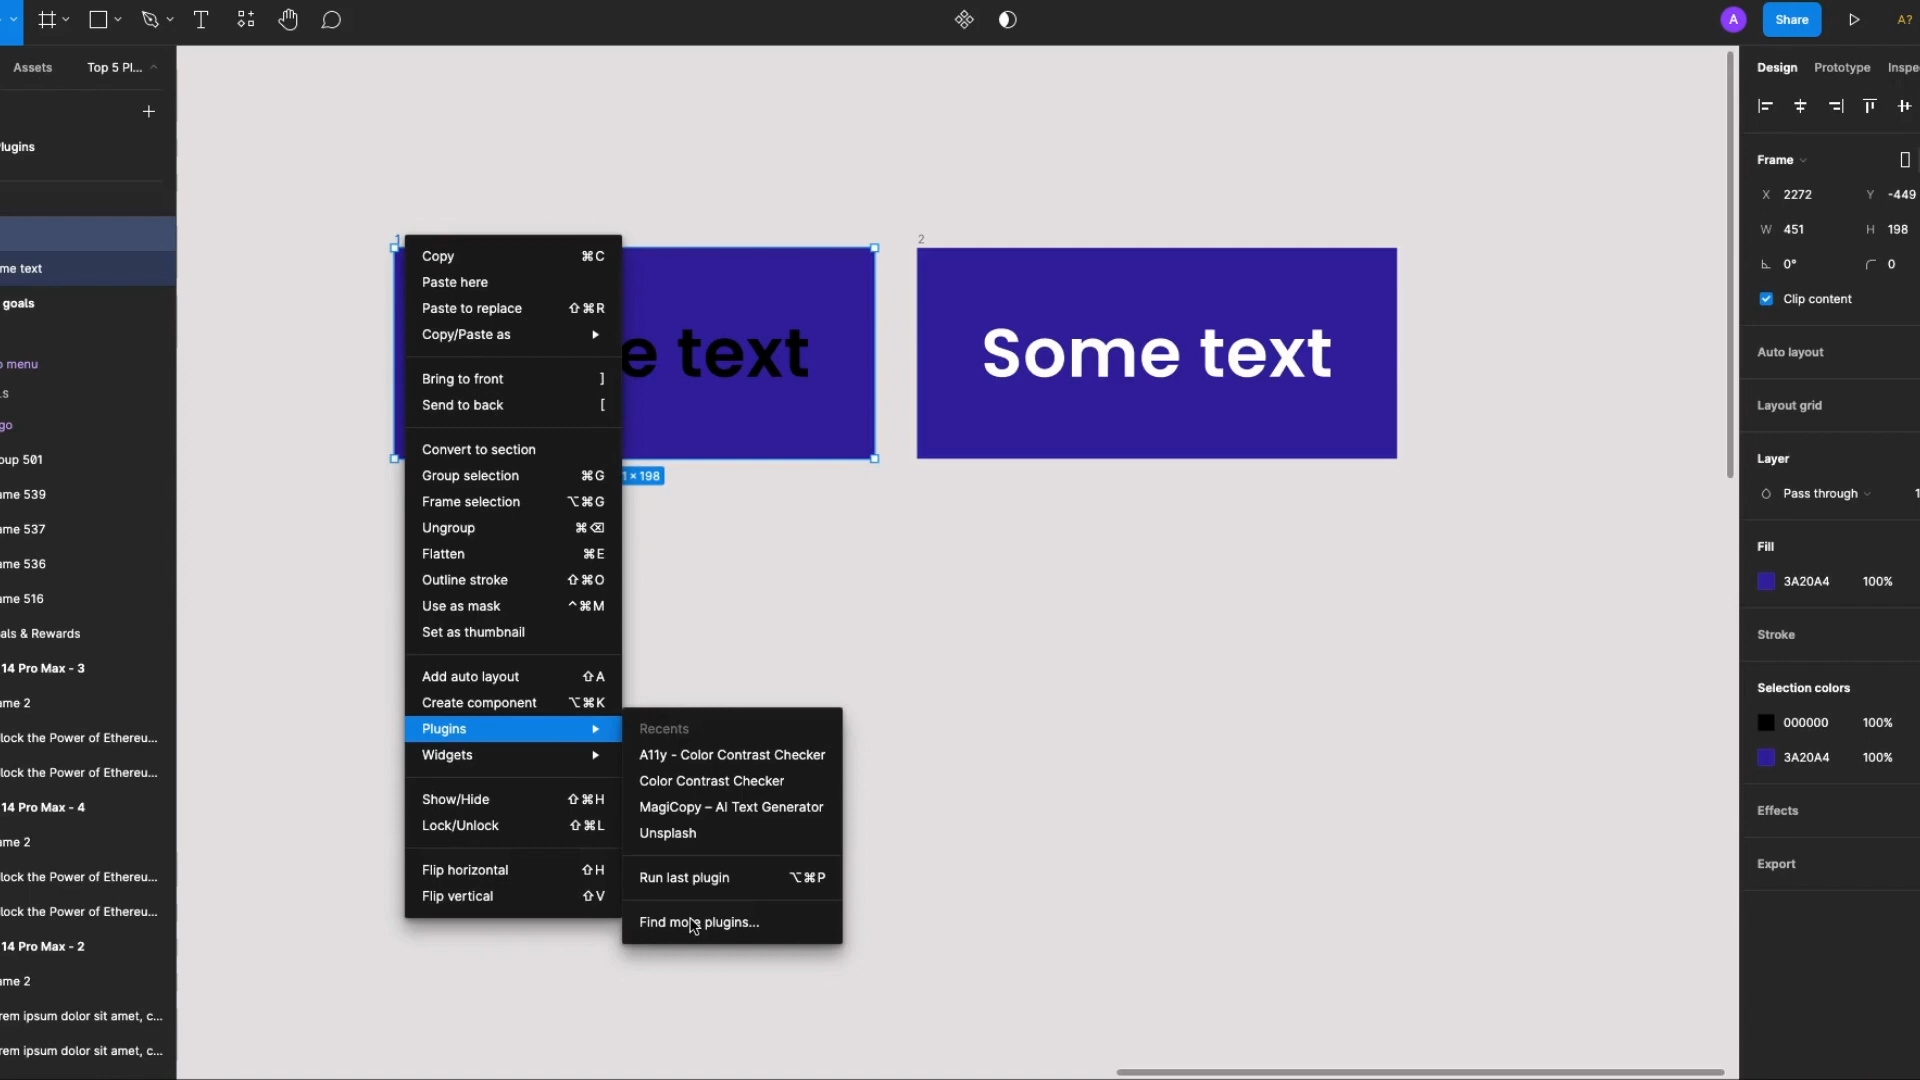 A
Share
A?
Assets
Top 5 Pl...
lugins
me text
goals
o menu
.s
go
oup 501
ame 539
ame 537
ame 536
ame 516
als & Rewards
14 Pro Max - 3
ame 2
lock the Power of Ethereu...
lock the Power of Ethereu...
14 Pro Max - 4
ame 2
lock the Power of Ethereu...
lock the Power of Ethereu...
14 Pro Max - 2
ame 2
rem ipsum dolor sit amet, c...
rem ipsum dolor sit amet, c...
1
e text
1 × 198
2
Some text
Copy ⌘C
Paste here
Paste to replace ⇧⌘R
Copy/Paste as
Bring to front ]
Send to back [
Convert to section
Group selection ⌘G
Frame selection ⌥⌘G
Ungroup ⌘⌫
Flatten ⌘E
Outline stroke ⇧⌘O
Use as mask ^⌘M
Set as thumbnail
Add auto layout ⇧A
Create component ⌥⌘K
Plugins
Widgets
Show/Hide ⇧⌘H
Lock/Unlock ⇧⌘L
Flip horizontal ⇧H
Flip vertical ⇧V
Recents
A11y - Color Contrast Checker
Color Contrast Checker
MagiCopy – AI Text Generator
Unsplash
Run last plugin ⌥⌘P
Find more plugins...
Design Prototype Inspe
Frame
X 2272 Y -449
W 451 H 198
0° 0
Clip content
Auto layout
Layout grid
Layer
Pass through 1
Fill
3A20A4 100%
Stroke
Selection colors
000000 100%
3A20A4 100%
Effects
Export